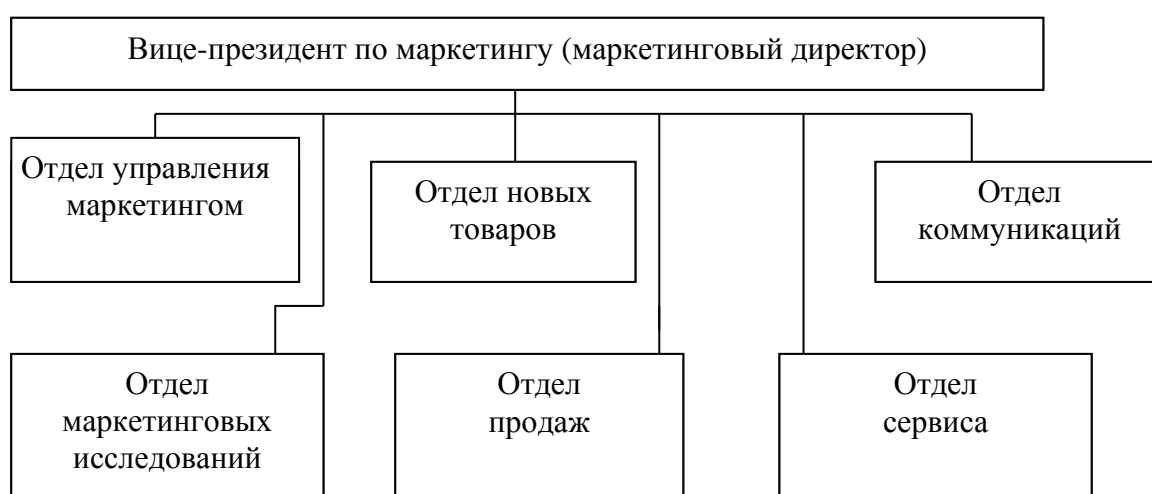 Вице-президент по маркетингу (маркетинговый директор)
Отдел управления
маркетингом
Отдел новых
товаров
Отдел
коммуникаций
Отдел
маркетинговых
исследований
Отдел
продаж
Отдел
сервиса